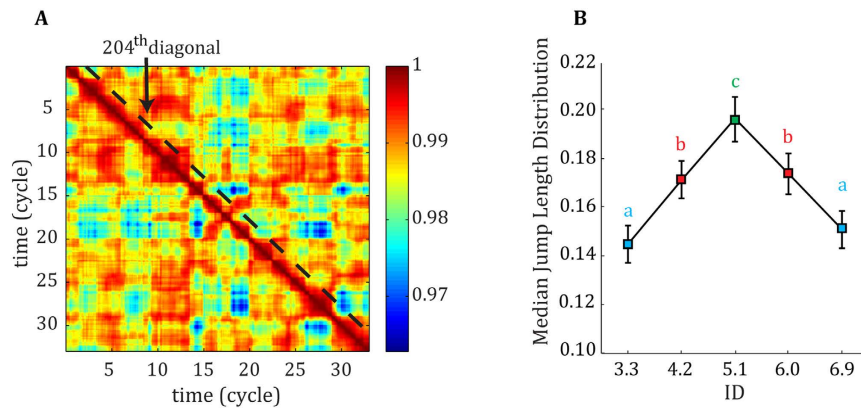 A
204th diagonal
5
10
15
20
25
30
time (cycle)
5 10 15 20 25 30
time (cycle)
1
0.99
0.98
0.97
B
Median Jump Length Distribution
0.22
0.20
0.18
0.16
0.14
0.12
0.10
a
b
c
b
a
3.3 4.2 5.1 6.0 6.9
ID